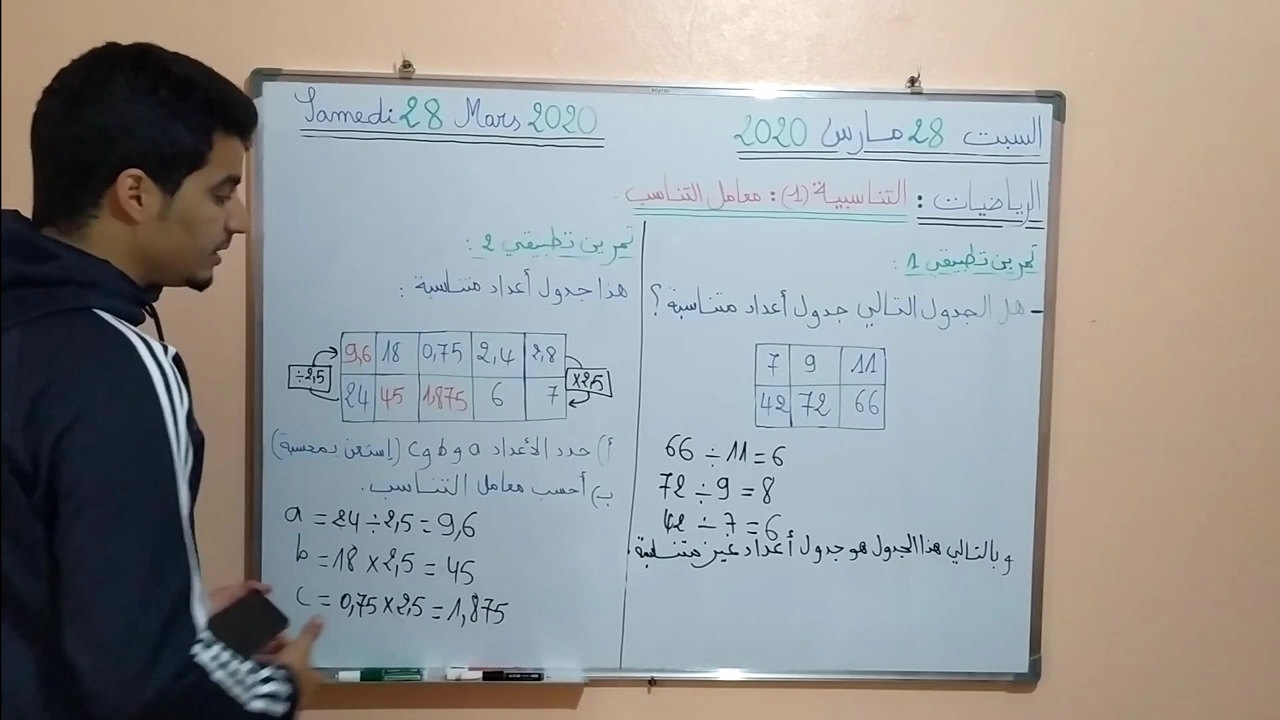 Samedi 28 Mars 2020
السبت 28 مارس 2020
الرياضيات : التناسبية (1) : معامل التناسب .
تمرين تطبيقي 1 :
- هل الجدول التالي جدول أعداد متناسبة ؟
7 9 11
42 72 66
66 ÷ 11 = 6
72 ÷ 9 = 8
42 ÷ 7 = 6
وبالتالي هذا الجدول هو جدول أعداد غير متناسبة .
تمرين تطبيقي 2 :
هذا جدول أعداد متناسبة :
9,6 18 0,75 2,4 2,8
÷2,5 ×2,5
24 45 1,875 6 7
أ) حدد الأعداد a و b و c (إستعن بمحسبة)
ب) أحسب معامل التناسب .
a = 24 ÷ 2,5 = 9,6
b = 18 × 2,5 = 45
c = 0,75 × 2,5 = 1,875